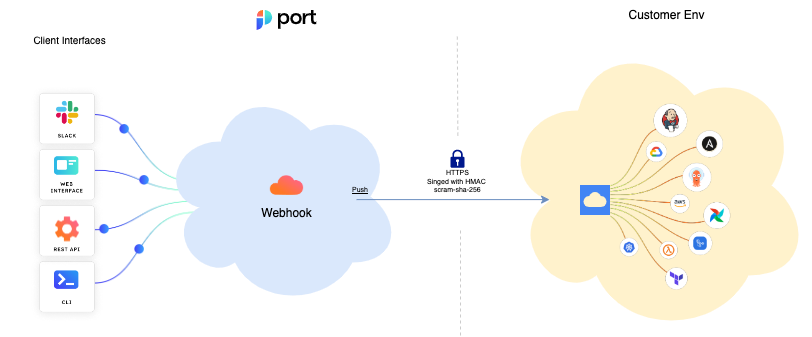 port
Customer Env
Client Interfaces
SLACK
WEB
INTERFACE
REST API
CLI
Webhook
Push
HTTPS
Singed with HMAC
scram-sha-256
aws